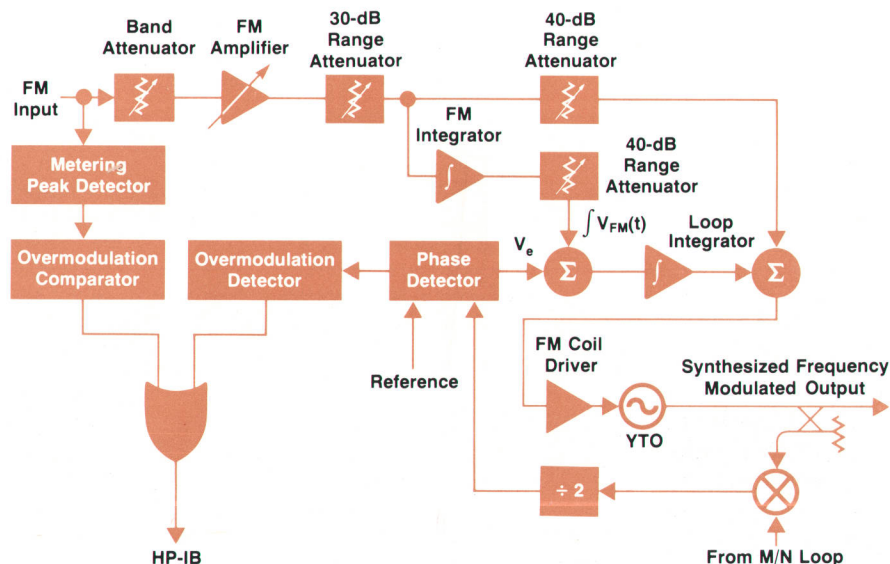 Band
Attenuator
FM
Amplifier
30-dB
Range
Attenuator
40-dB
Range
Attenuator
FM
Input
FM
Integrator
40-dB
Range
Attenuator
Metering
Peak Detector
∫
∫ V_FM(t)
Loop
Integrator
V_e
Overmodulation
Comparator
Overmodulation
Detector
Phase
Detector
Σ
∫
Σ
FM Coil
Driver
Synthesized Frequency
Modulated Output
Reference
YTO
÷ 2
HP-IB
From M/N Loop